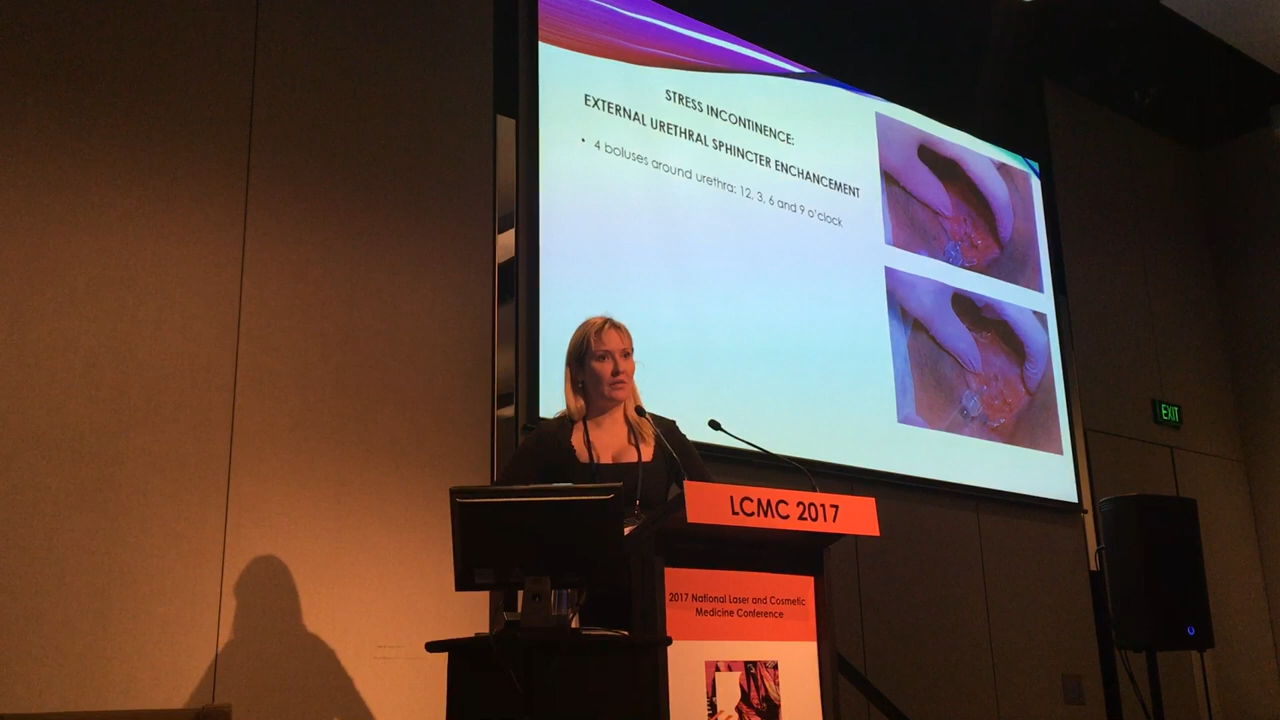 STRESS INCONTINENCE:
EXTERNAL URETHRAL SPHINCTER ENCHANCEMENT
• 4 boluses around urethra: 12, 3, 6 and 9 o'clock
EXIT
LCMC 2017
2017 National Laser and Cosmetic
Medicine Conference